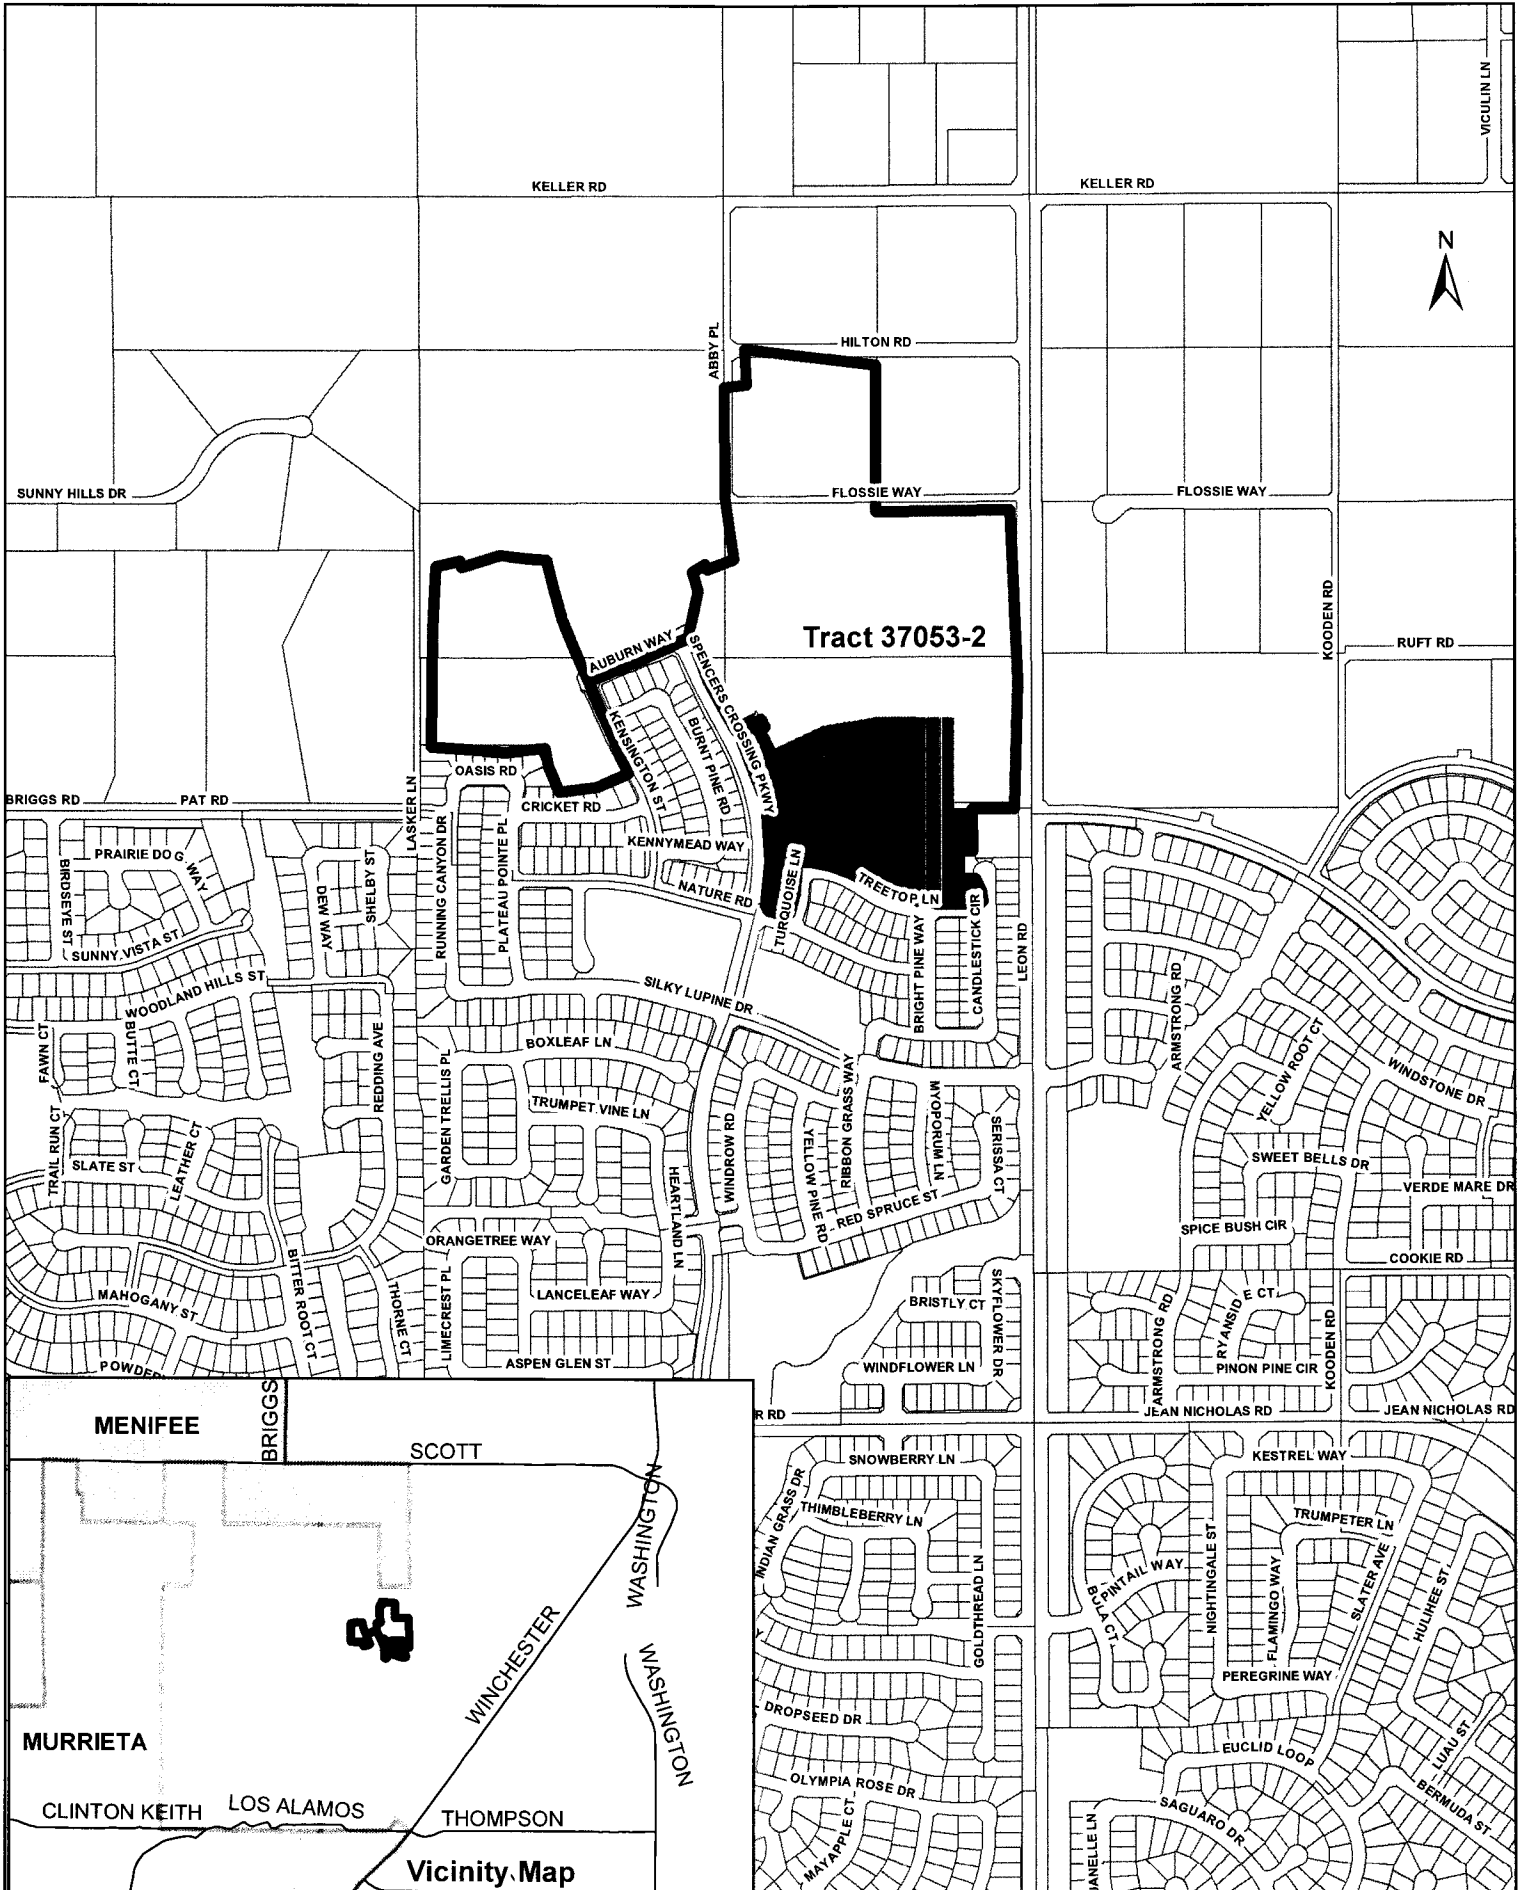 VICULIN LN
KELLER RD
KELLER RD
N
ABBY PL
HILTON RD
SUNNY HILLS DR
FLOSSIE WAY
FLOSSIE WAY
KOODEN RD
AUBURN WAY
Tract 37053-2
RUFT RD
SPENCERS CROSSING PKWY
KENSINGTON ST
BURNT PINE RD
OASIS RD
BRIGGS RD
PAT RD
LASKER LN
CRICKET RD
RUNNING CANYON DR
PLATEAU POINTE PL
KENNYMEAD WAY
PRAIRIE DOG WAY
BIRDSEYE ST
DEW WAY
SHELBY ST
NATURE RD
TURQUOISE LN
TREETOP LN
BRIGHT PINE WAY
CANDLESTICK CIR
LEON RD
SUNNY VISTA ST
WOODLAND HILLS ST
SILKY LUPINE DR
ARMSTRONG RD
FAWN CT
BUTTE CT
REDDING AVE
BOXLEAF LN
YELLOW ROOT CT
WINDSTONE DR
GARDEN TRELLIS PL
TRUMPET VINE LN
WINDROW RD
YELLOW PINE RD
RIBBON GRASS WAY
MYOPORUM LN
SERISSA CT
TRAIL RUN CT
SLATE ST
LEATHER CT
HEARTLAND LN
SWEET BELLS DR
VERDE MARE DR
RED SPRUCE ST
SPICE BUSH CIR
ORANGETREE WAY
COOKIE RD
BITTER ROOT CT
THORNE CT
LIMECREST PL
LANCELEAF WAY
MAHOGANY ST
BRISTLY CT
SKYFLOWER DR
ARMSTRONG RD
RYANSIDE CT
KOODEN RD
POWDER
ASPEN GLEN ST
WINDFLOWER LN
PINON PINE CIR
R RD
JEAN NICHOLAS RD
JEAN NICHOLAS RD
MENIFEE
BRIGGS
SCOTT
WASHINGTON
SNOWBERRY LN
KESTREL WAY
INDIAN GRASS DR
THIMBLEBERRY LN
TRUMPETER LN
GOLDTHREAD LN
PINTAIL WAY
BULA CT
NIGHTINGALE ST
FLAMINGO WAY
SLATER AVE
HULIHEE ST
WINCHESTER
WASHINGTON
PEREGRINE WAY
DROPSEED DR
MURRIETA
EUCLID LOOP
LUAU ST
OLYMPIA ROSE DR
BERMUDA ST
CLINTON KEITH
LOS ALAMOS
THOMPSON
SAGUARO DR
MAY APPLE CT
DANELLE LN
Vicinity Map